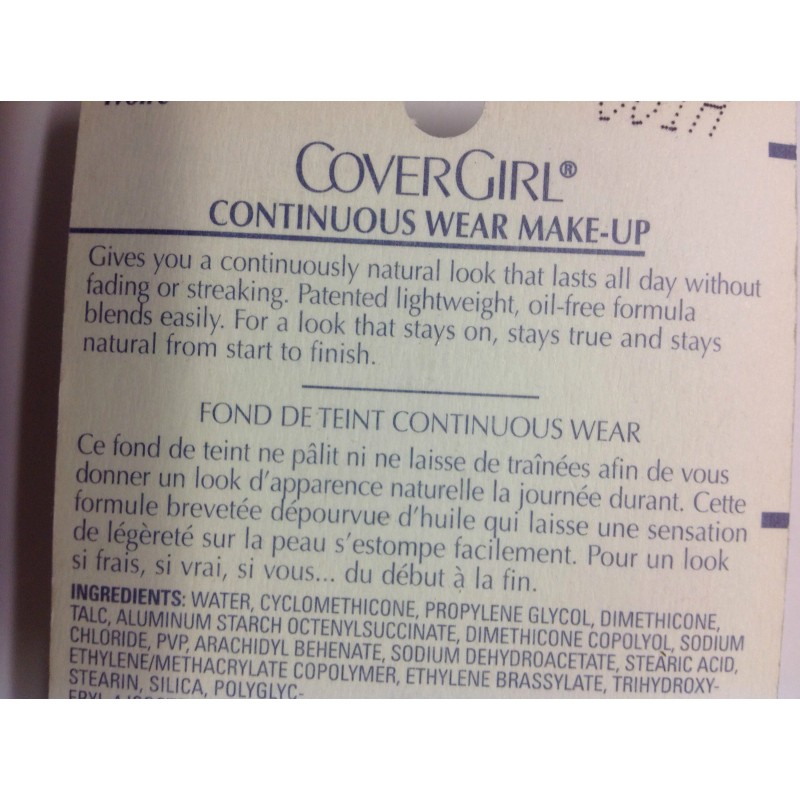 001A
COVERGIRL®
CONTINUOUS WEAR MAKE-UP
Gives you a continuously natural look that lasts all day without
fading or streaking. Patented lightweight, oil-free formula
blends easily. For a look that stays on, stays true and stays
natural from start to finish.
FOND DE TEINT CONTINUOUS WEAR
Ce fond de teint ne pâlit ni ne laisse de traînées afin de vous
donner un look d'apparence naturelle la journée durant. Cette
formule brevetée dépourvue d'huile qui laisse une sensation
de légèreté sur la peau s'estompe facilement. Pour un look
si frais, si vrai, si vous... du début à la fin.
INGREDIENTS: WATER, CYCLOMETHICONE, PROPYLENE GLYCOL, DIMETHICONE,
TALC, ALUMINUM STARCH OCTENYLSUCCINATE, DIMETHICONE COPOLYOL, SODIUM
CHLORIDE, PVP, ARACHIDYL BEHENATE, SODIUM DEHYDROACETATE, STEARIC ACID,
ETHYLENE/METHACRYLATE COPOLYMER, ETHYLENE BRASSYLATE, TRIHYDROXY-
STEARIN, SILICA, POLYGLYC-